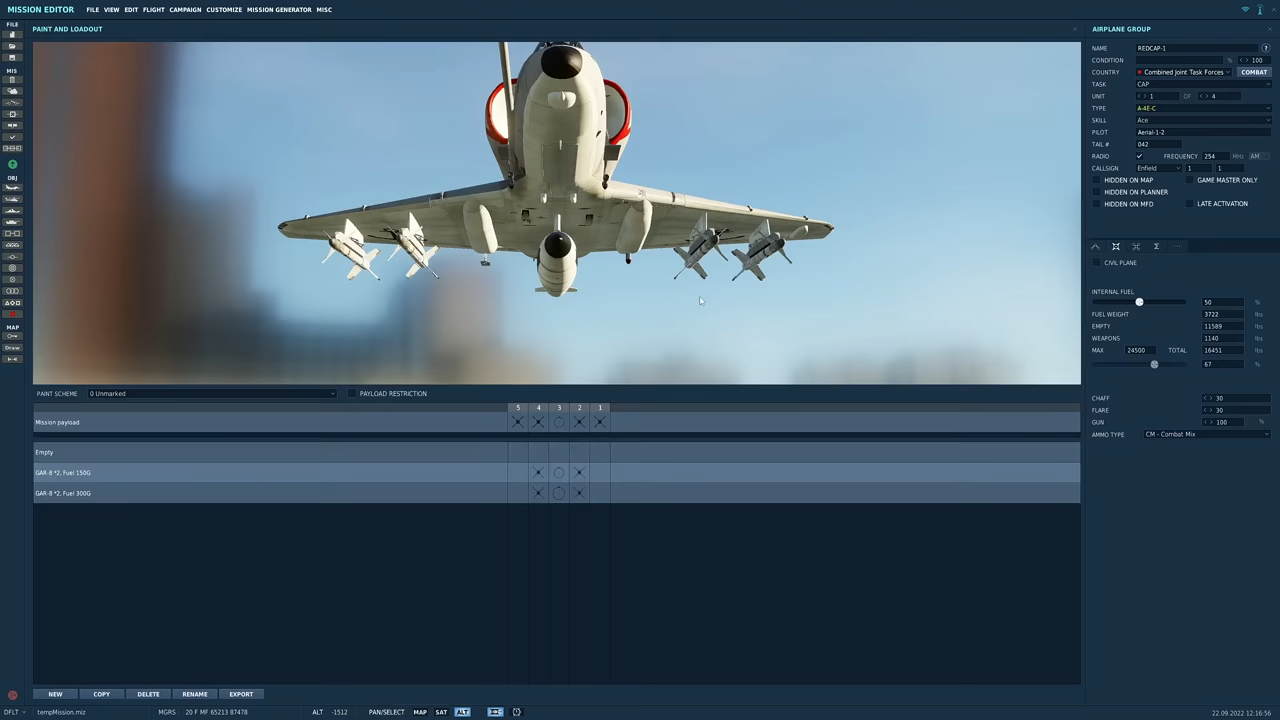 MISSION EDITOR FILE VIEW EDIT FLIGHT CAMPAIGN CUSTOMIZE MISSION GENERATOR MISC
FILE
MIS
OBJ
MAP
Draw
PAINT AND LOADOUT
PAINT SCHEME 0 Unmarked PAYLOAD RESTRICTION
5 4 3 2 1
Mission payload
Empty
GAR-8 *2, Fuel 150G
GAR-8 *2, Fuel 300G
NEW COPY DELETE RENAME EXPORT
AIRPLANE GROUP
NAME REDCAP-1 ?
CONDITION % < > 100
COUNTRY Combined Joint Task Forces COMBAT
TASK CAP
UNIT < > 1 OF < > 4
TYPE A-4E-C
SKILL Ace
PILOT Aerial-1-2
TAIL # 042
RADIO FREQUENCY 254 MHz AM
CALLSIGN Enfield 1 1
HIDDEN ON MAP GAME MASTER ONLY
HIDDEN ON PLANNER
HIDDEN ON MFD LATE ACTIVATION
CIVIL PLANE
INTERNAL FUEL 50 %
FUEL WEIGHT 3722 lbs
EMPTY 11589 lbs
WEAPONS 1140 lbs
MAX 24500 TOTAL 16451 lbs
67 %
CHAFF < > 30
FLARE < > 30
GUN < > 100 %
AMMO TYPE CM - Combat Mix
DFLT tempMission.miz MGRS 20 F MF 65213 87478 ALT -1512 PAN/SELECT MAP SAT ALT 22.09.2022 12:16:56